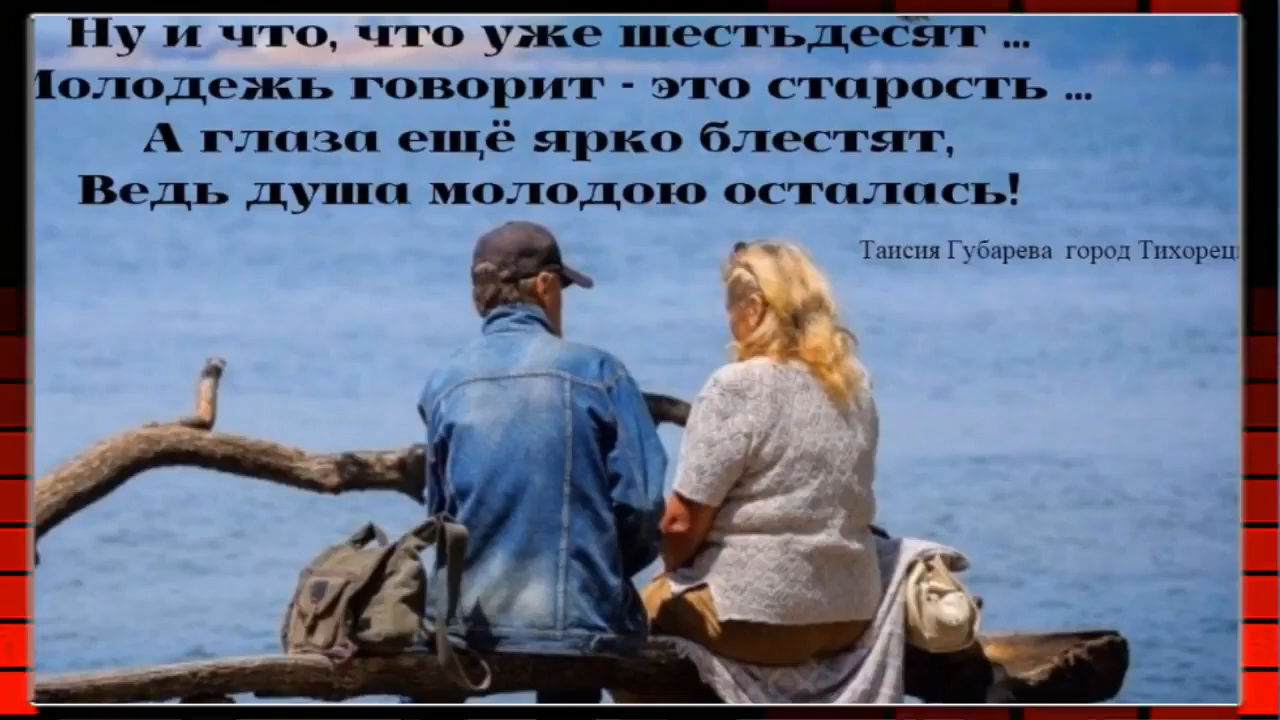 Ну и что, что уже шестьдесят ...
Молодежь говорит - это старость ...
А глаза ещё ярко блестят,
Ведь душа молодою осталась!
Таисия Губарева город Тихорец